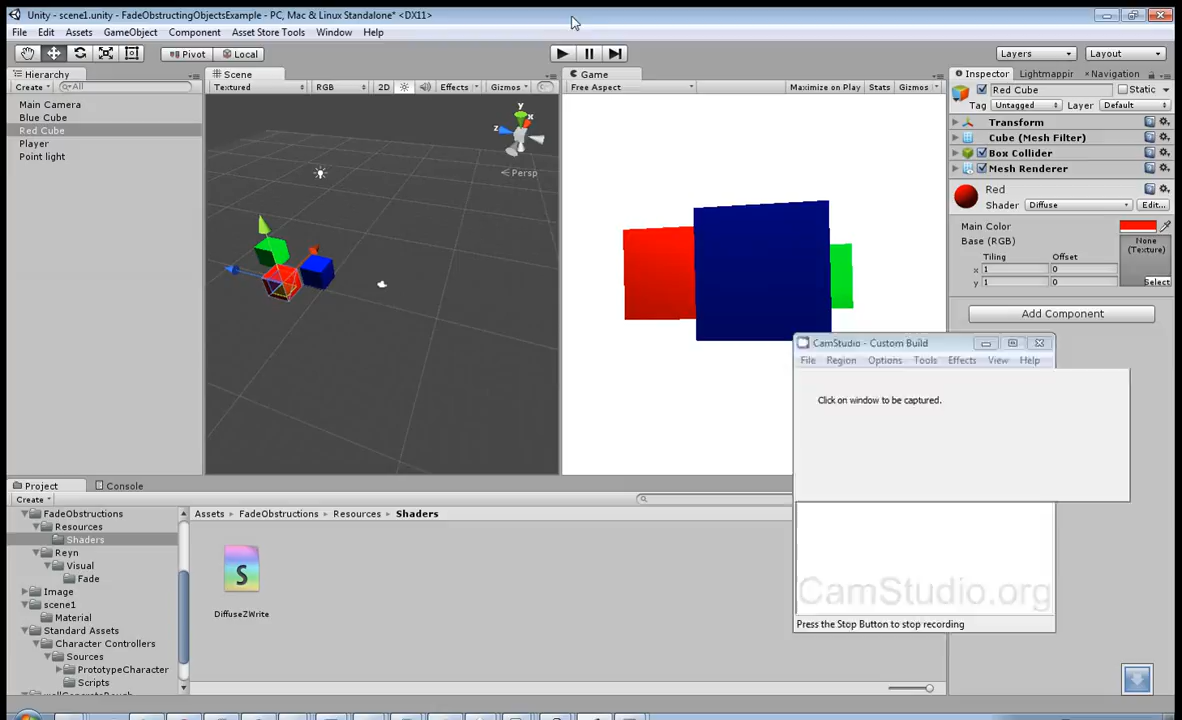 Unity - scene1.unity - FadeObstructingObjectsExample - PC, Mac & Linux Standalone* <DX11>
File Edit Assets GameObject Component Asset Store Tools Window Help
Pivot Local Layers Layout
Hierarchy
Create All
Main Camera
Blue Cube
Red Cube
Player
Point light
Scene
Textured RGB 2D Effects Gizmos
y
x
z
Persp
Game
Free Aspect Maximize on Play Stats Gizmos
Inspector Lightmappir Navigation
Red Cube Static
Tag Untagged Layer Default
Transform
Cube (Mesh Filter)
Box Collider
Mesh Renderer
Red
Shader Diffuse Edit...
Main Color
Base (RGB)
None
(Texture)
Tiling Offset
x 1 0
y 1 0
Select
Add Component
CamStudio - Custom Build
File Region Options Tools Effects View Help
Click on window to be captured.
CamStudio.org
Press the Stop Button to stop recording
Project Console
Create
FadeObstructions
Resources
Shaders
Reyn
Visual
Fade
Image
scene1
Material
Standard Assets
Character Controllers
Sources
PrototypeCharacter
Scripts
Assets FadeObstructions Resources Shaders
S
DiffuseZWrite